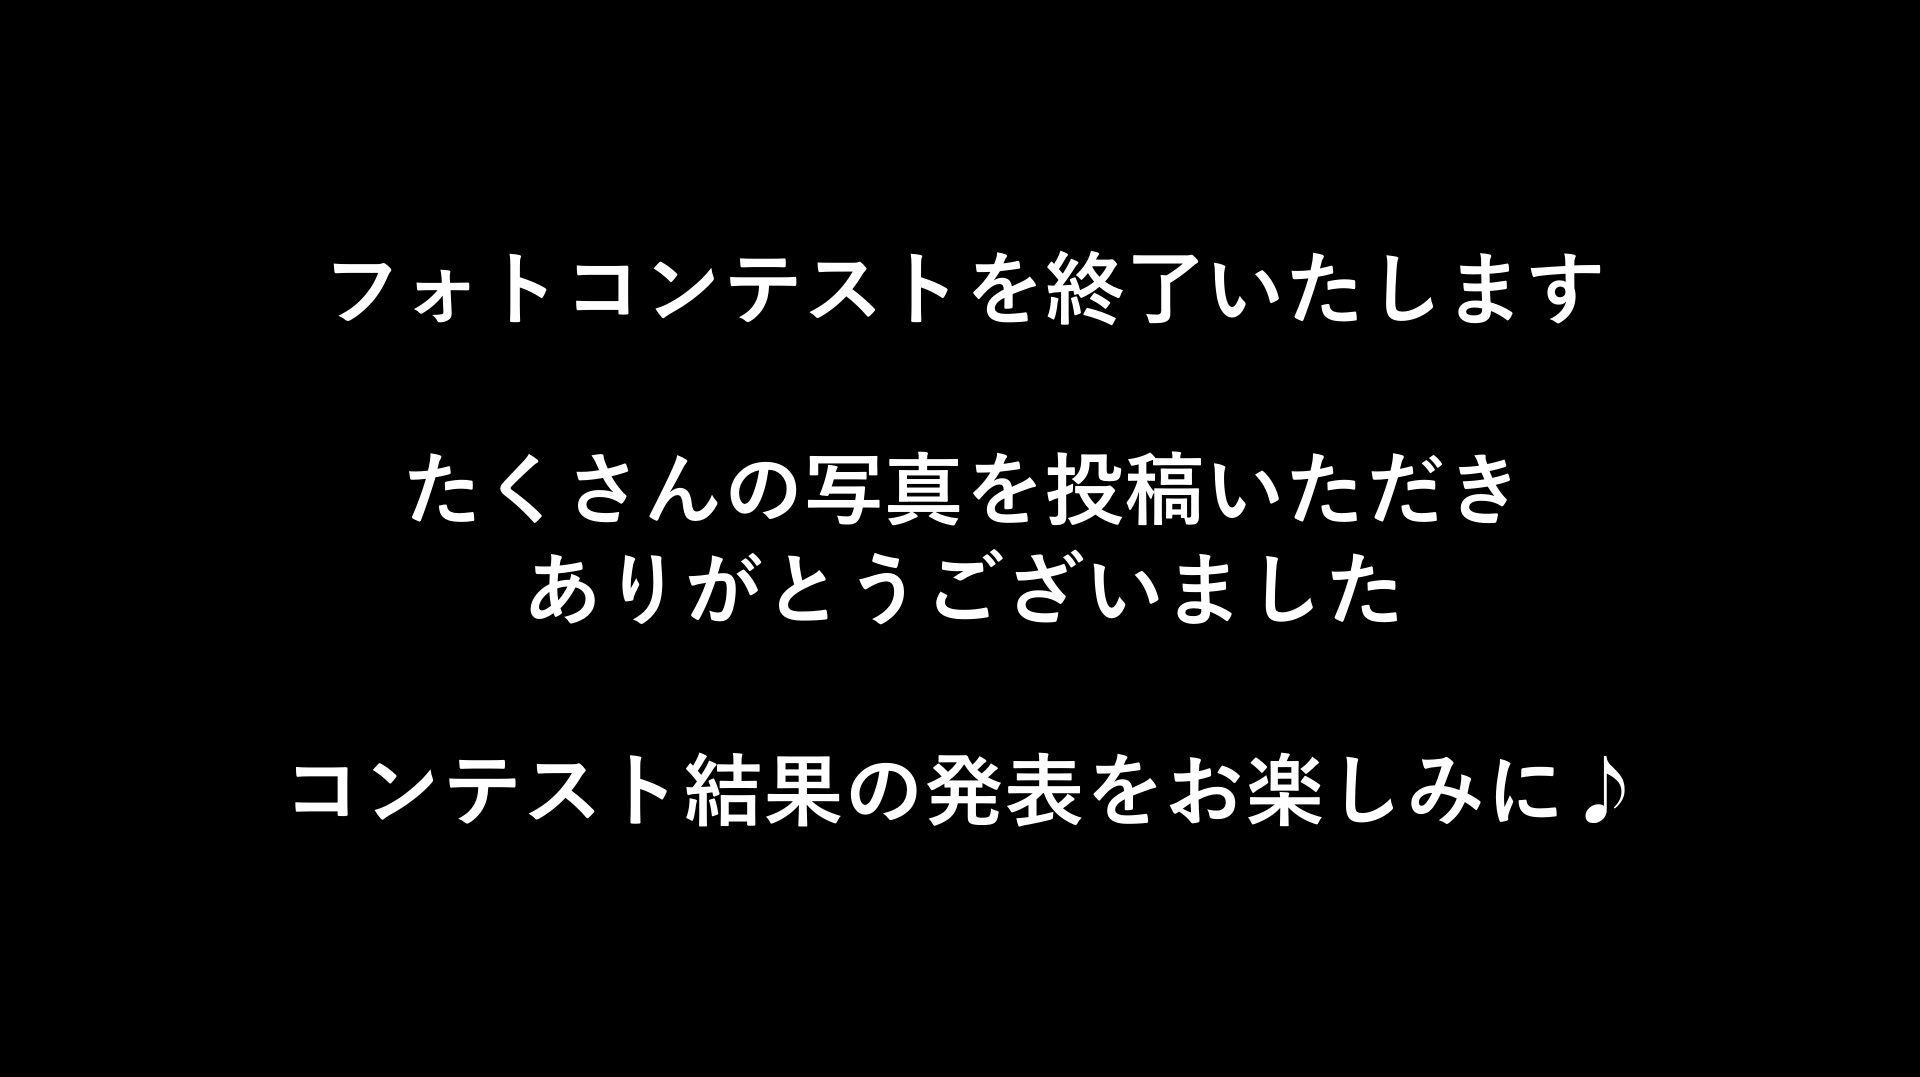 フォトコンテストを終了いたします
たくさんの写真を投稿いただき
ありがとうございました
コンテスト結果の発表をお楽しみに♪